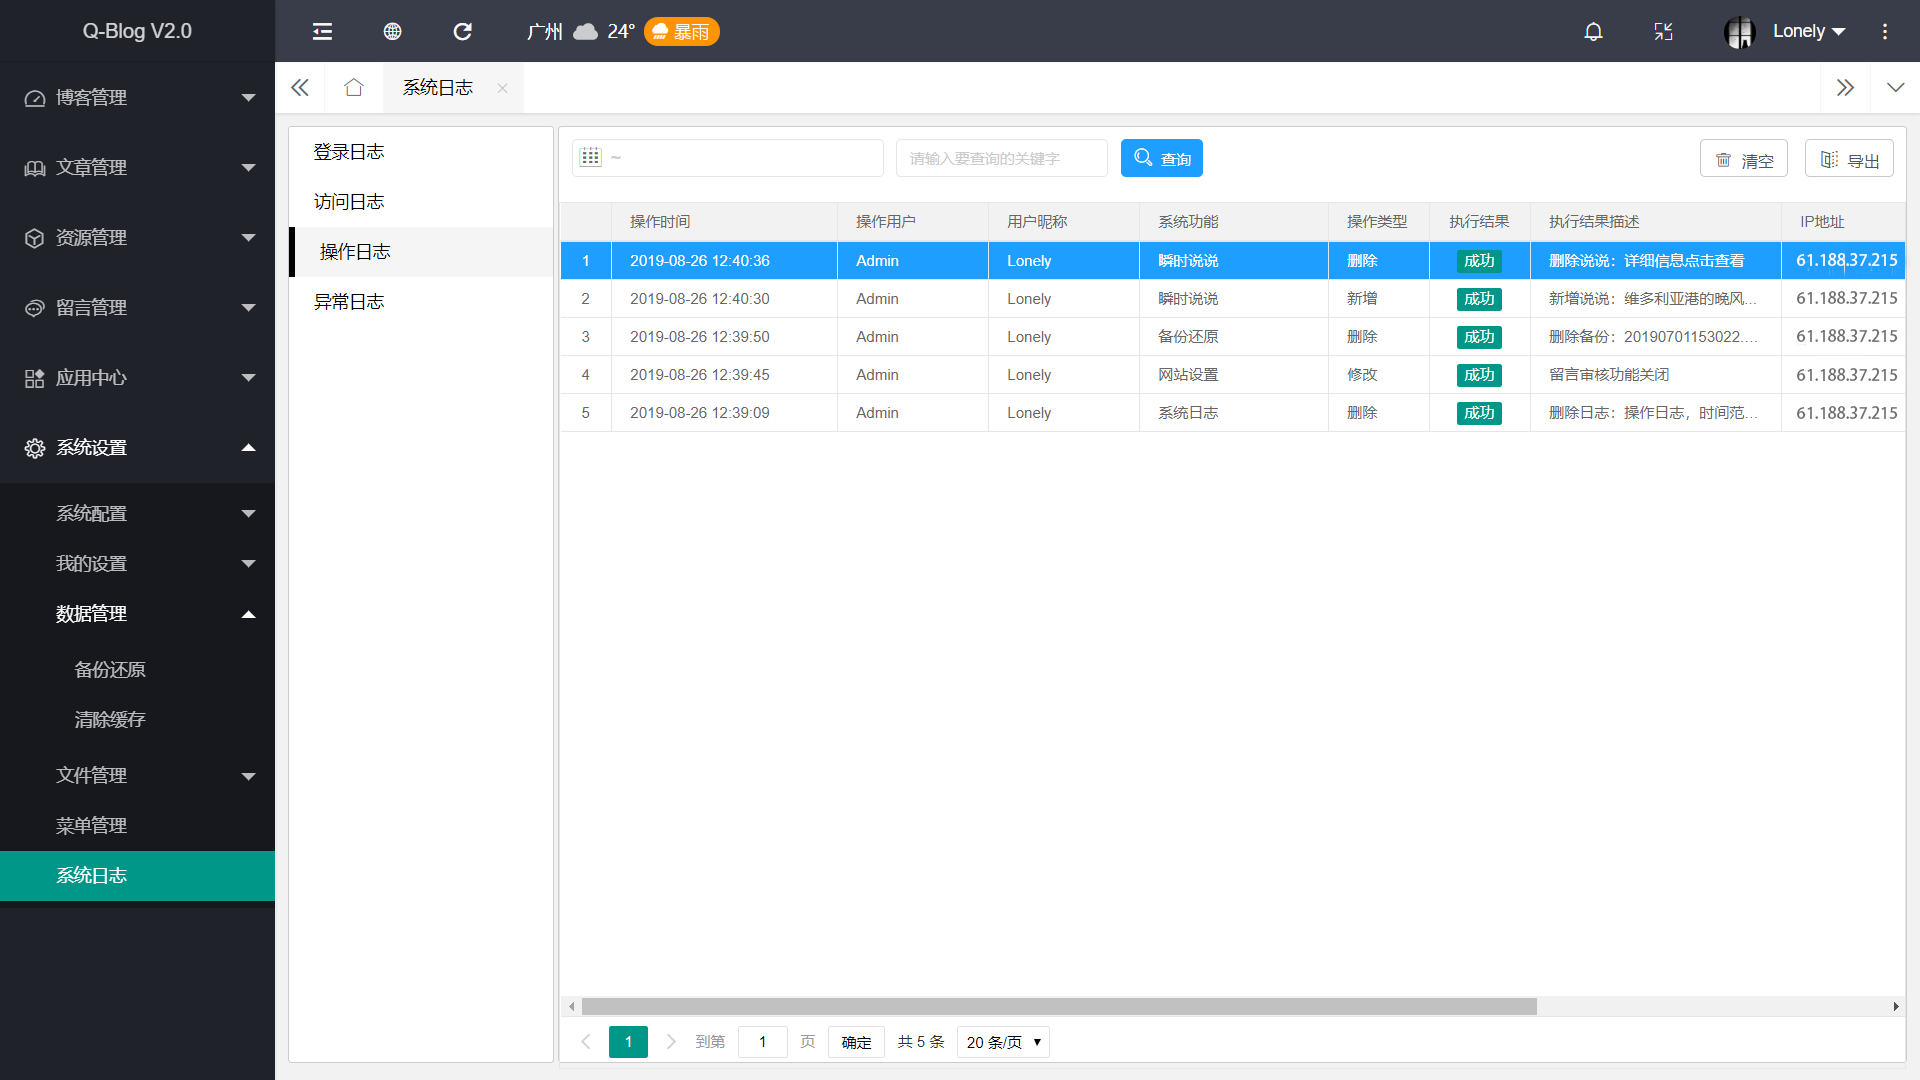 Q-Blog V2.0
广州 24° 暴雨
Lonely
系统日志
博客管理
文章管理
资源管理
留言管理
应用中心
系统设置
系统配置
我的设置
数据管理
备份还原
清除缓存
文件管理
菜单管理
系统日志
登录日志
访问日志
操作日志
异常日志
~ 请输入要查询的关键字 查询 清空 导出
操作时间 操作用户 用户昵称 系统功能 操作类型 执行结果 执行结果描述 IP地址
1 2019-08-26 12:40:36 Admin Lonely 瞬时说说 删除 成功 删除说说：详细信息点击查看 61.188.37.215
2 2019-08-26 12:40:30 Admin Lonely 瞬时说说 新增 成功 新增说说：维多利亚港的晚风... 61.188.37.215
3 2019-08-26 12:39:50 Admin Lonely 备份还原 删除 成功 删除备份：20190701153022.... 61.188.37.215
4 2019-08-26 12:39:45 Admin Lonely 网站设置 修改 成功 留言审核功能关闭 61.188.37.215
5 2019-08-26 12:39:09 Admin Lonely 系统日志 删除 成功 删除日志：操作日志，时间范... 61.188.37.215
1 到第 1 页 确定 共 5 条 20 条/页